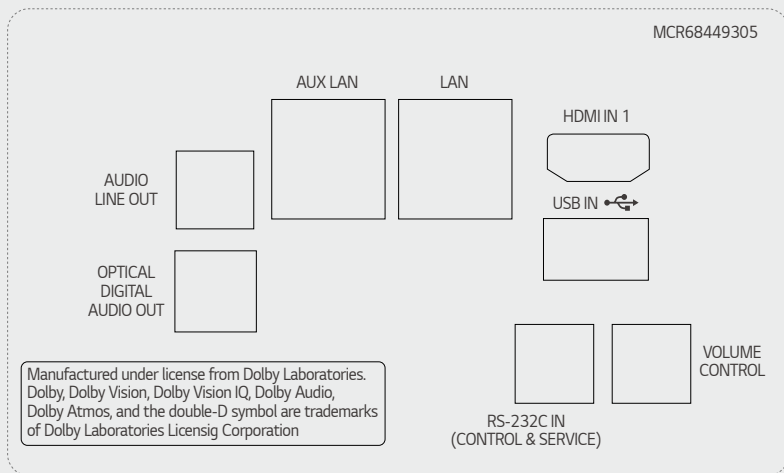 MCR68449305
AUX LAN
LAN
HDMI IN 1
AUDIO
LINE OUT
USB IN
OPTICAL
DIGITAL
AUDIO OUT
VOLUME
CONTROL
Manufactured under license from Dolby Laboratories.
Dolby, Dolby Vision, Dolby Vision IQ, Dolby Audio,
Dolby Atmos, and the double-D symbol are trademarks
of Dolby Laboratories Licensig Corporation
RS-232C IN
(CONTROL & SERVICE)